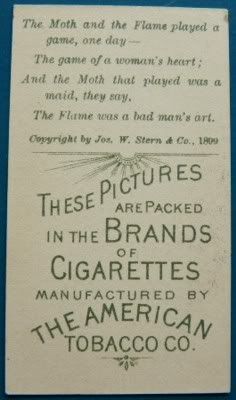 The Moth and the Flame played a
game, one day—
The game of a woman's heart;
And the Moth that played was a
maid, they say,
The Flame was a bad man's art.
Copyright by Jos. W. Stern & Co., 1899
THESE PICTURES
ARE PACKED
IN THE BRANDS
OF
CIGARETTES
MANUFACTURED BY
THE AMERICAN
TOBACCO CO.